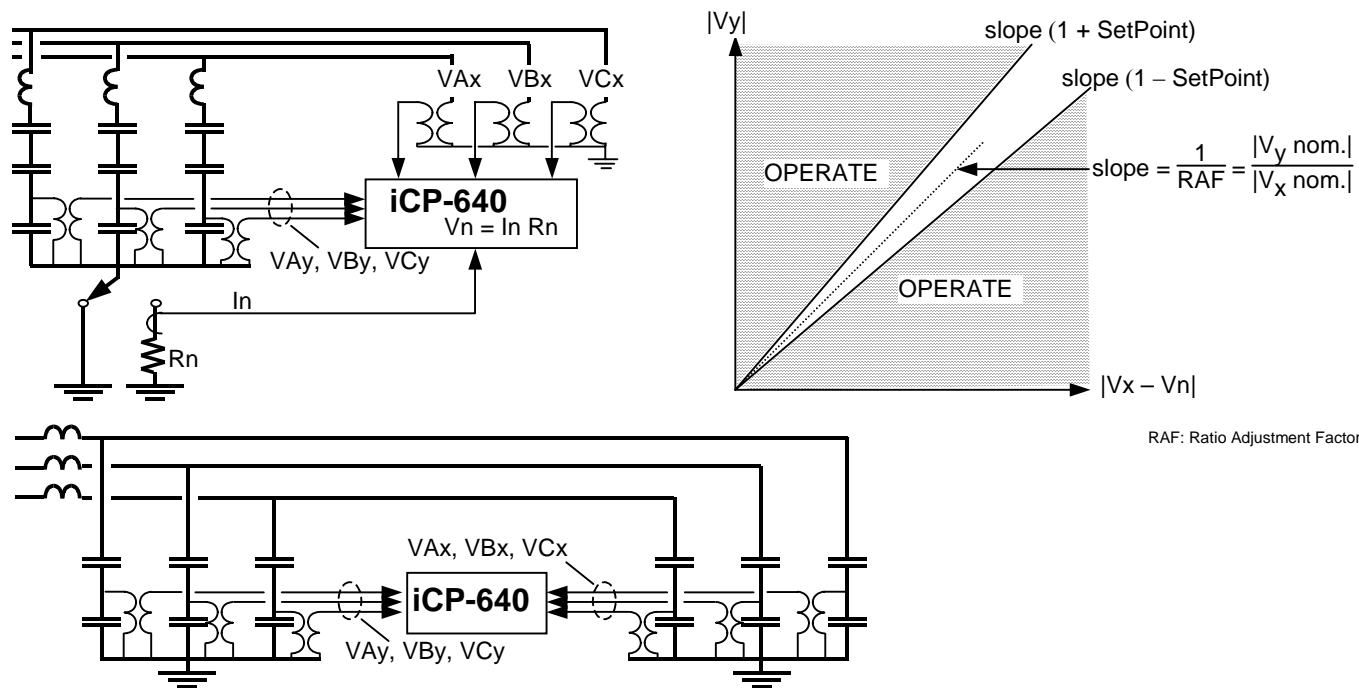 VAx VBx VCx
iCP-640
Vn = In Rn
VAy, VBy, VCy
In
Rn
|Vy|
slope (1 + SetPoint)
slope (1 – SetPoint)
OPERATE
slope = 1/RAF = |Vy nom.|/|Vx nom.|
OPERATE
|Vx – Vn|
RAF: Ratio Adjustment Factor
VAx, VBx, VCx
iCP-640
VAy, VBy, VCy